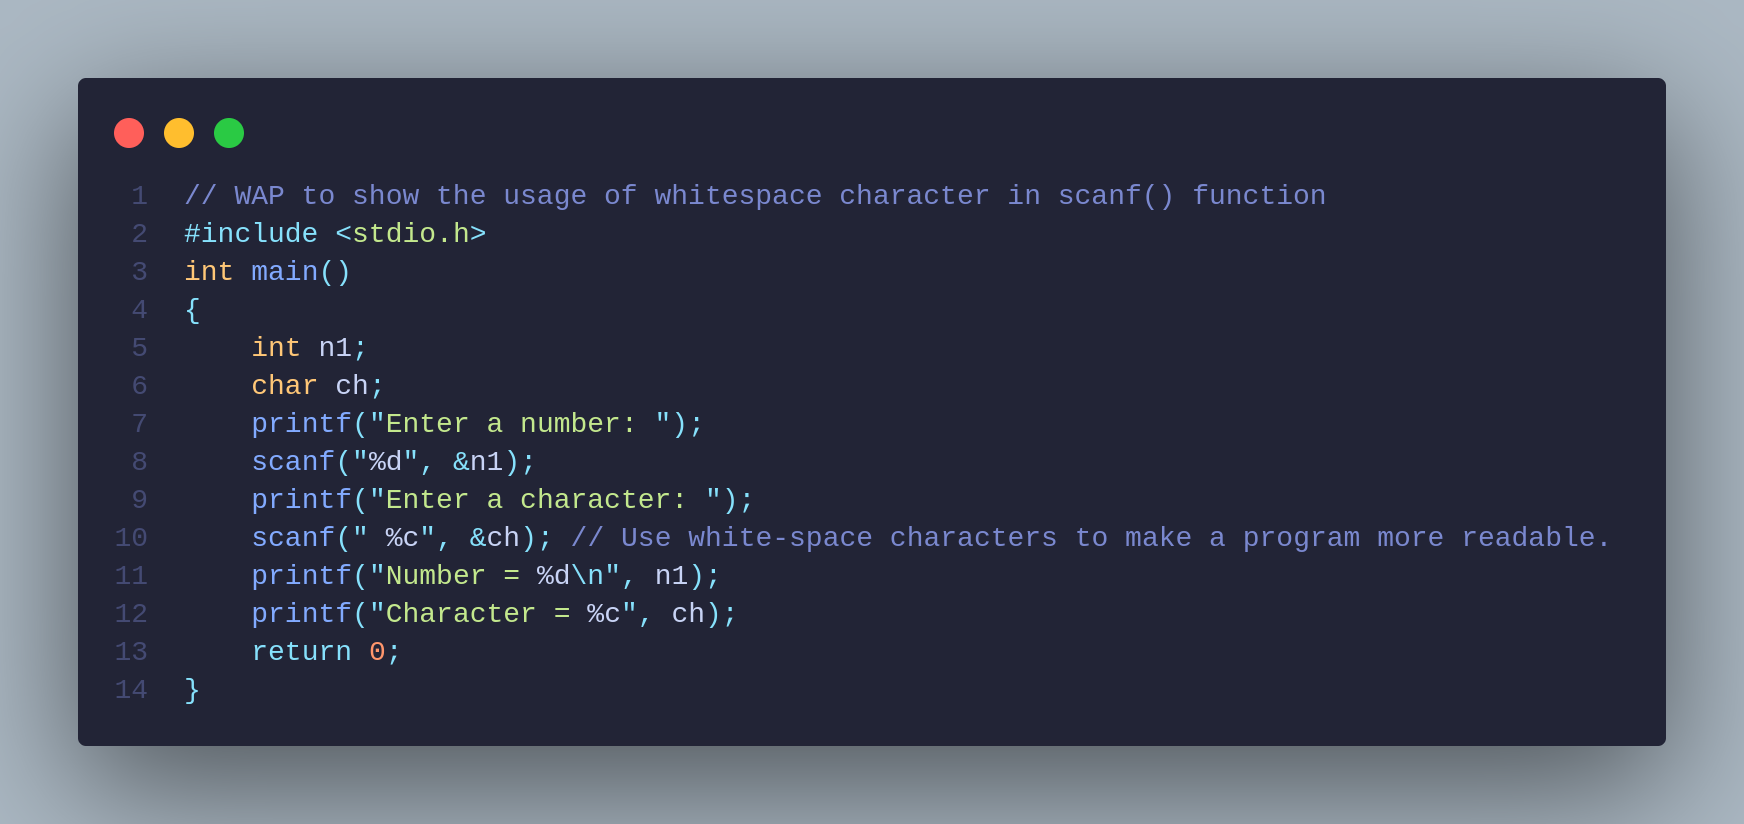 1 // WAP to show the usage of whitespace character in scanf() function
2 #include <stdio.h>
3 int main()
4 {
5     int n1;
6     char ch;
7     printf("Enter a number: ");
8     scanf("%d", &n1);
9     printf("Enter a character: ");
10     scanf(" %c", &ch); // Use white-space characters to make a program more readable.
11     printf("Number = %d\n", n1);
12     printf("Character = %c", ch);
13     return 0;
14 }